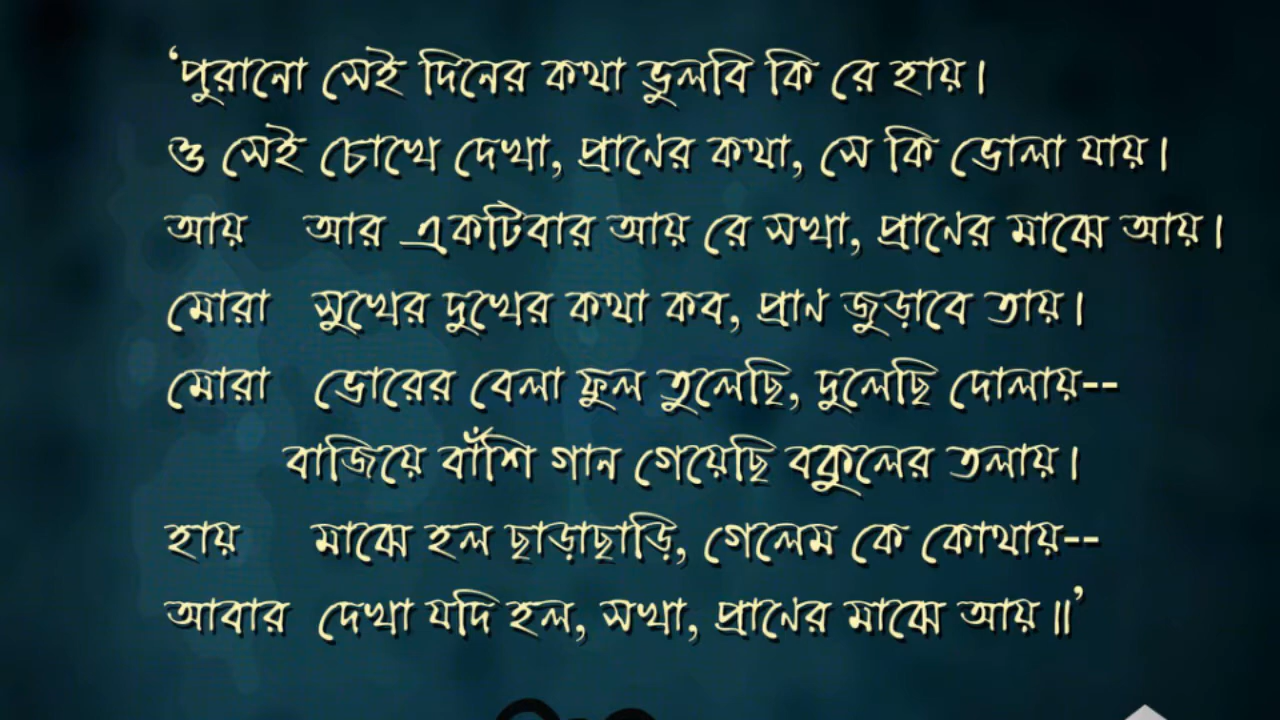 ‘পুরানো সেই দিনের কথা ভুলবি কি রে হায়।
ও সেই চোখে দেখা, প্রাণের কথা, সে কি ভোলা যায়।
আয় আর একটিবার আয় রে সখা, প্রাণের মাঝে আয়।
মোরা সুখের দুখের কথা কব, প্রাণ জুড়াবে তায়।
মোরা ভোরের বেলা ফুল তুলেছি, দুলেছি দোলায়--
বাজিয়ে বাঁশি গান গেয়েছি বকুলের তলায়।
হায় মাঝে হল ছাড়াছাড়ি, গেলেম কে কোথায়--
আবার দেখা যদি হল, সখা, প্রাণের মাঝে আয়॥’